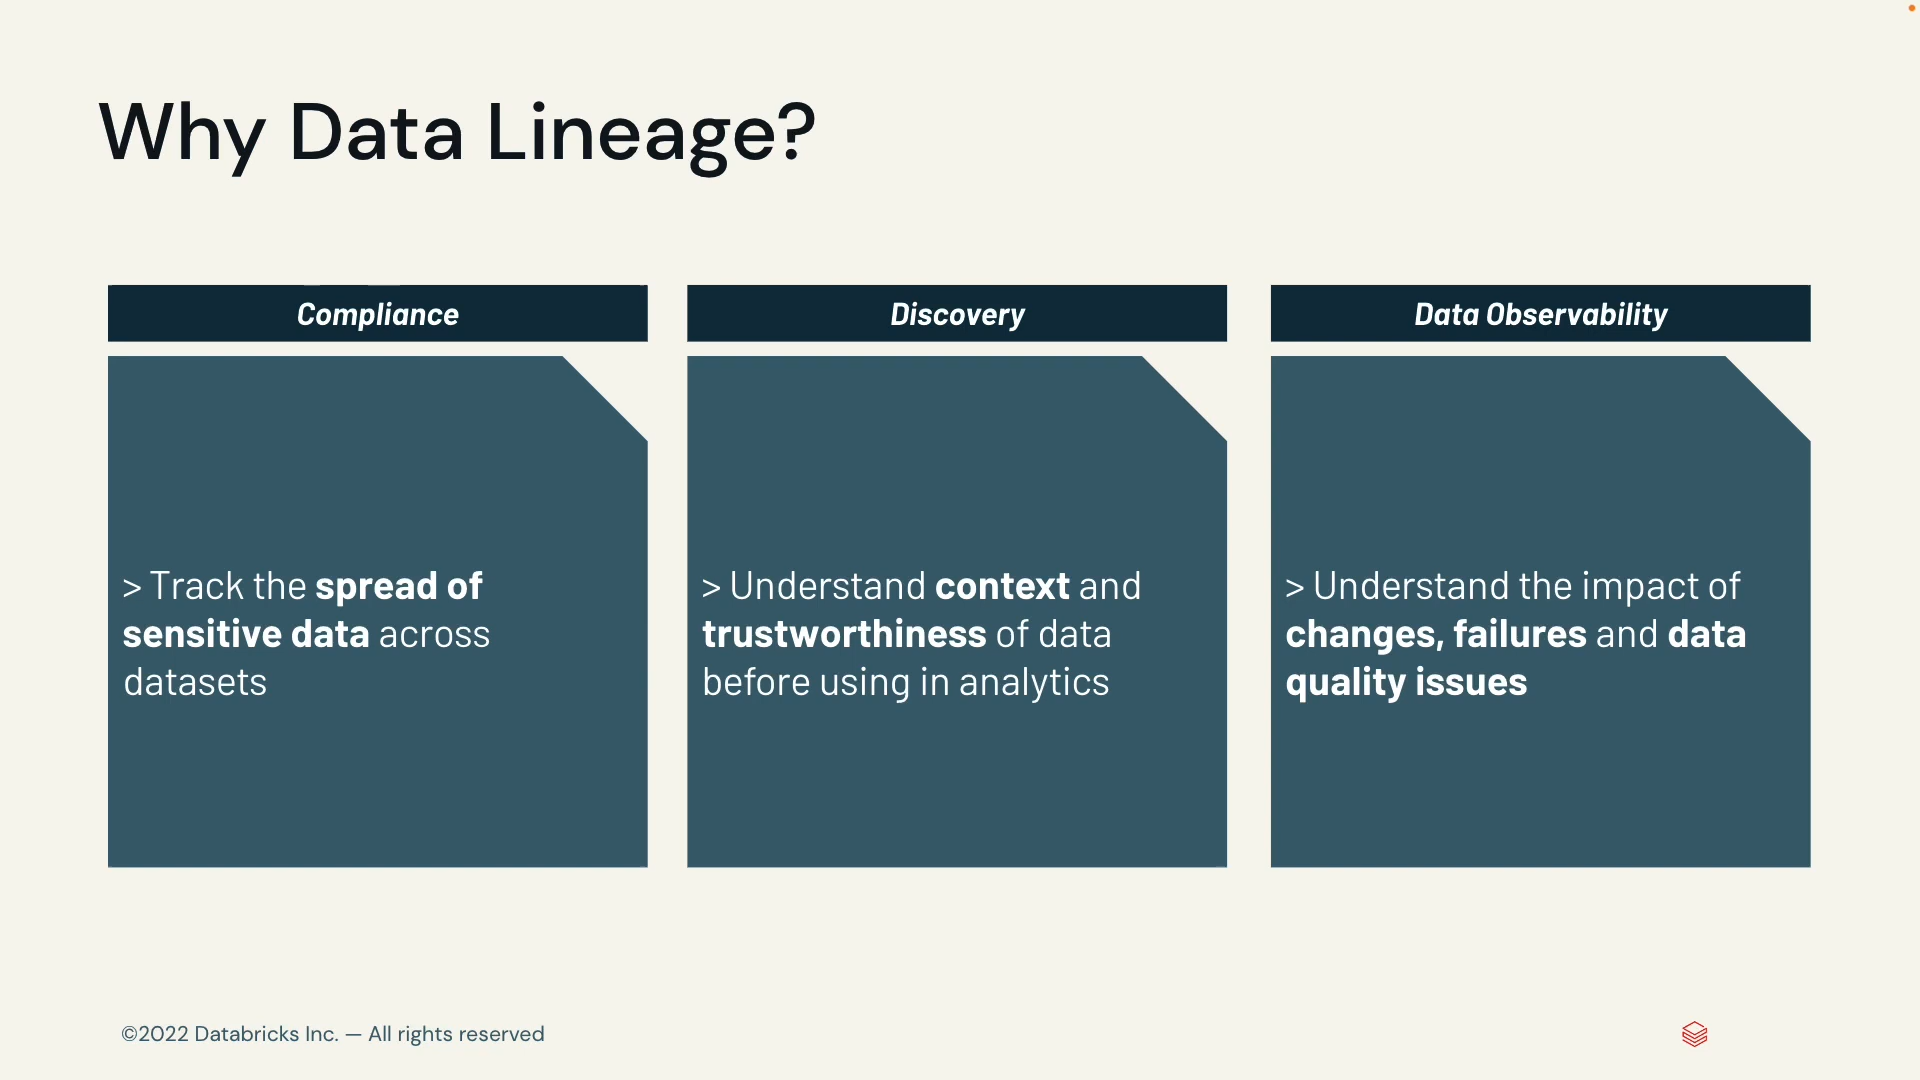 Why Data Lineage?
Compliance
> Track the spread of
sensitive data across
datasets
Discovery
> Understand context and
trustworthiness of data
before using in analytics
Data Observability
> Understand the impact of
changes, failures and data
quality issues
©2022 Databricks Inc. — All rights reserved